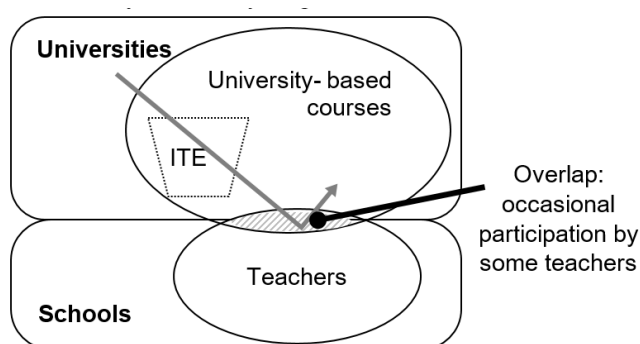 Universities
University- based
courses
ITE
Overlap:
occasional
participation by
some teachers
Teachers
Schools